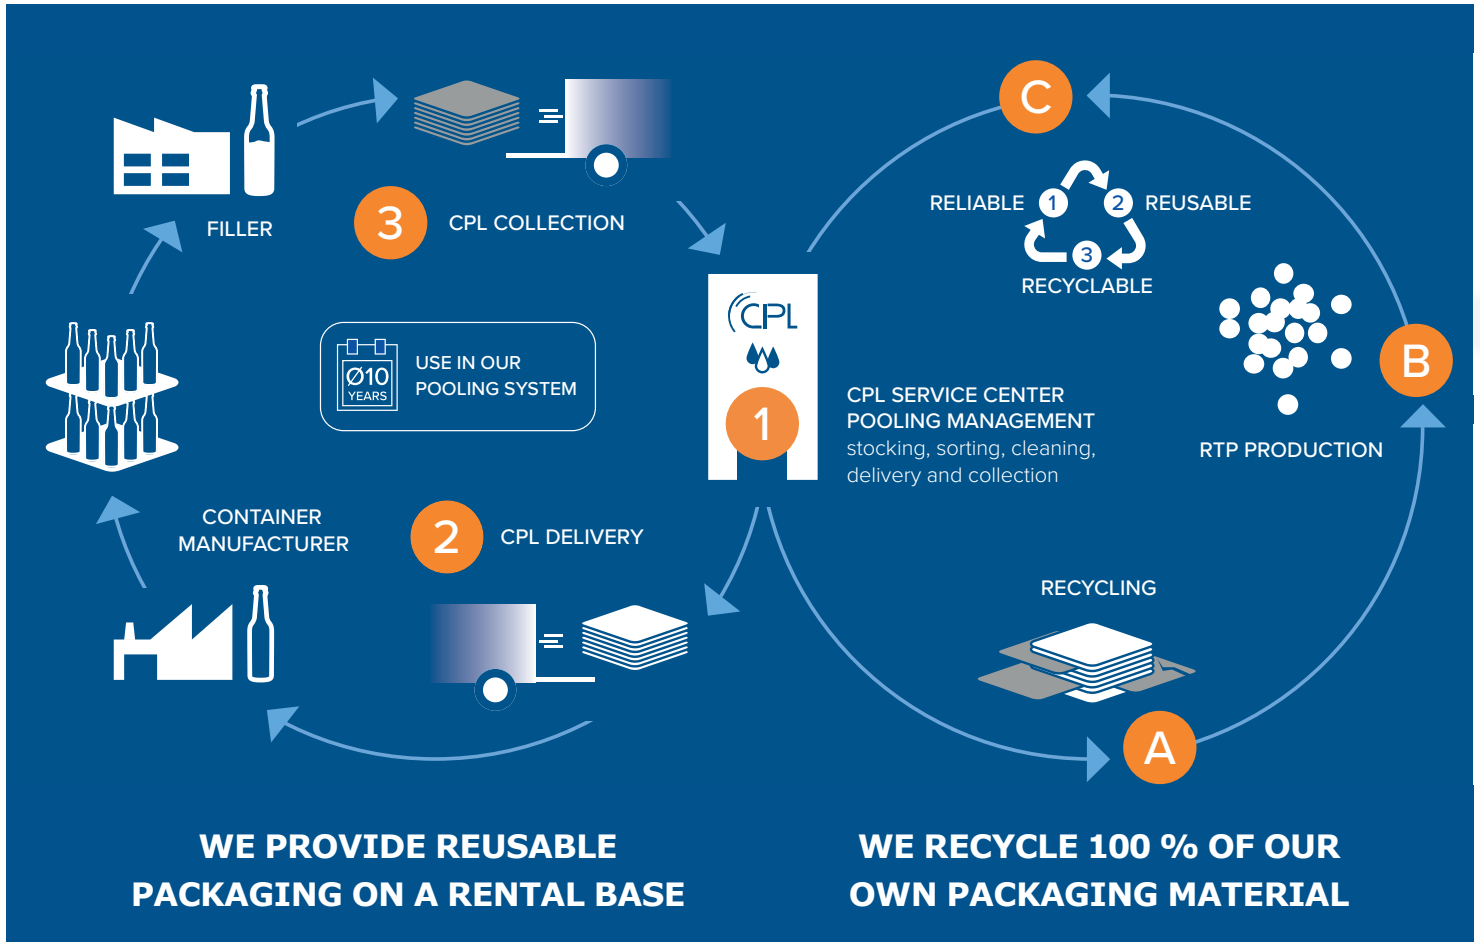 FILLER
3
CPL COLLECTION
Ø10
YEARS
USE IN OUR
POOLING SYSTEM
CONTAINER
MANUFACTURER
2
CPL DELIVERY
CPL
1
CPL SERVICE CENTER
POOLING MANAGEMENT
stocking, sorting, cleaning,
delivery and collection
C
RELIABLE 1 2 REUSABLE
3
RECYCLABLE
B
RTP PRODUCTION
RECYCLING
A
WE PROVIDE REUSABLE
PACKAGING ON A RENTAL BASE
WE RECYCLE 100 % OF OUR
OWN PACKAGING MATERIAL